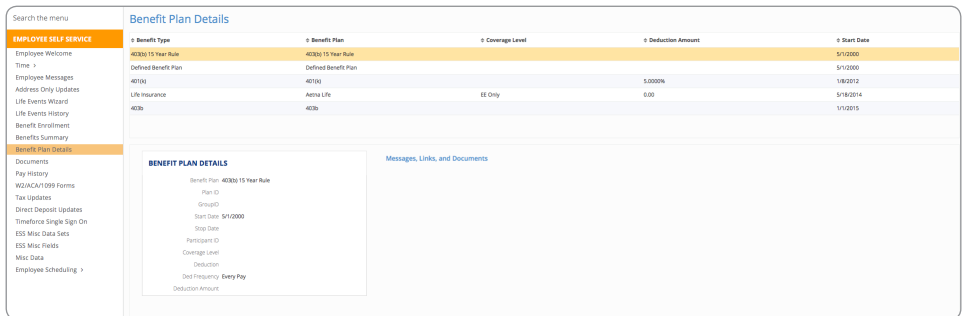 Search the menu
EMPLOYEE SELF SERVICE
Employee Welcome
Time >
Employee Messages
Address Only Updates
Life Events Wizard
Life Events History
Benefit Enrollment
Benefits Summary
Benefit Plan Details
Documents
Pay History
W2/ACA/1099 Forms
Tax Updates
Direct Deposit Updates
Timeforce Single Sign On
ESS Misc Data Sets
ESS Misc Fields
Misc Data
Employee Scheduling >
Benefit Plan Details
Benefit Type Benefit Plan Coverage Level Deduction Amount Start Date
403(b) 15 Year Rule 403(b) 15 Year Rule 5/1/2000
Defined Benefit Plan Defined Benefit Plan 5/1/2000
401(k) 401(k) 5.0000% 1/8/2012
Life Insurance Aetna Life EE Only 0.00 5/18/2014
403b 403b 1/1/2015
BENEFIT PLAN DETAILS
Benefit Plan 403(b) 15 Year Rule
Plan ID
GroupID
Start Date 5/1/2000
Stop Date
Participant ID
Coverage Level
Deduction
Ded Frequency Every Pay
Deduction Amount
Messages, Links, and Documents